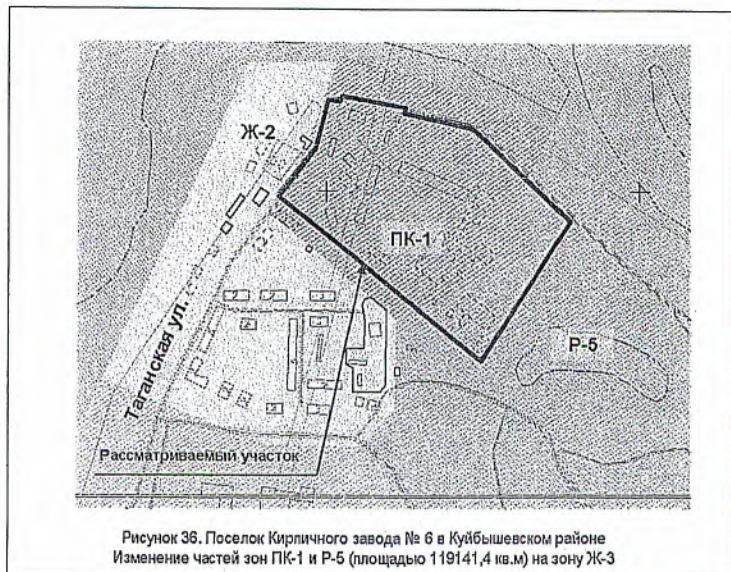 Ж-2
ПК-1
Р-5
Таганская ул.
Рассматриваемый участок
Рисунок 36. Поселок Кирпичного завода № 6 в Куйбышевском районе
Изменение частей зон ПК-1 и Р-5 (площадью 119141,4 кв.м) на зону Ж-3